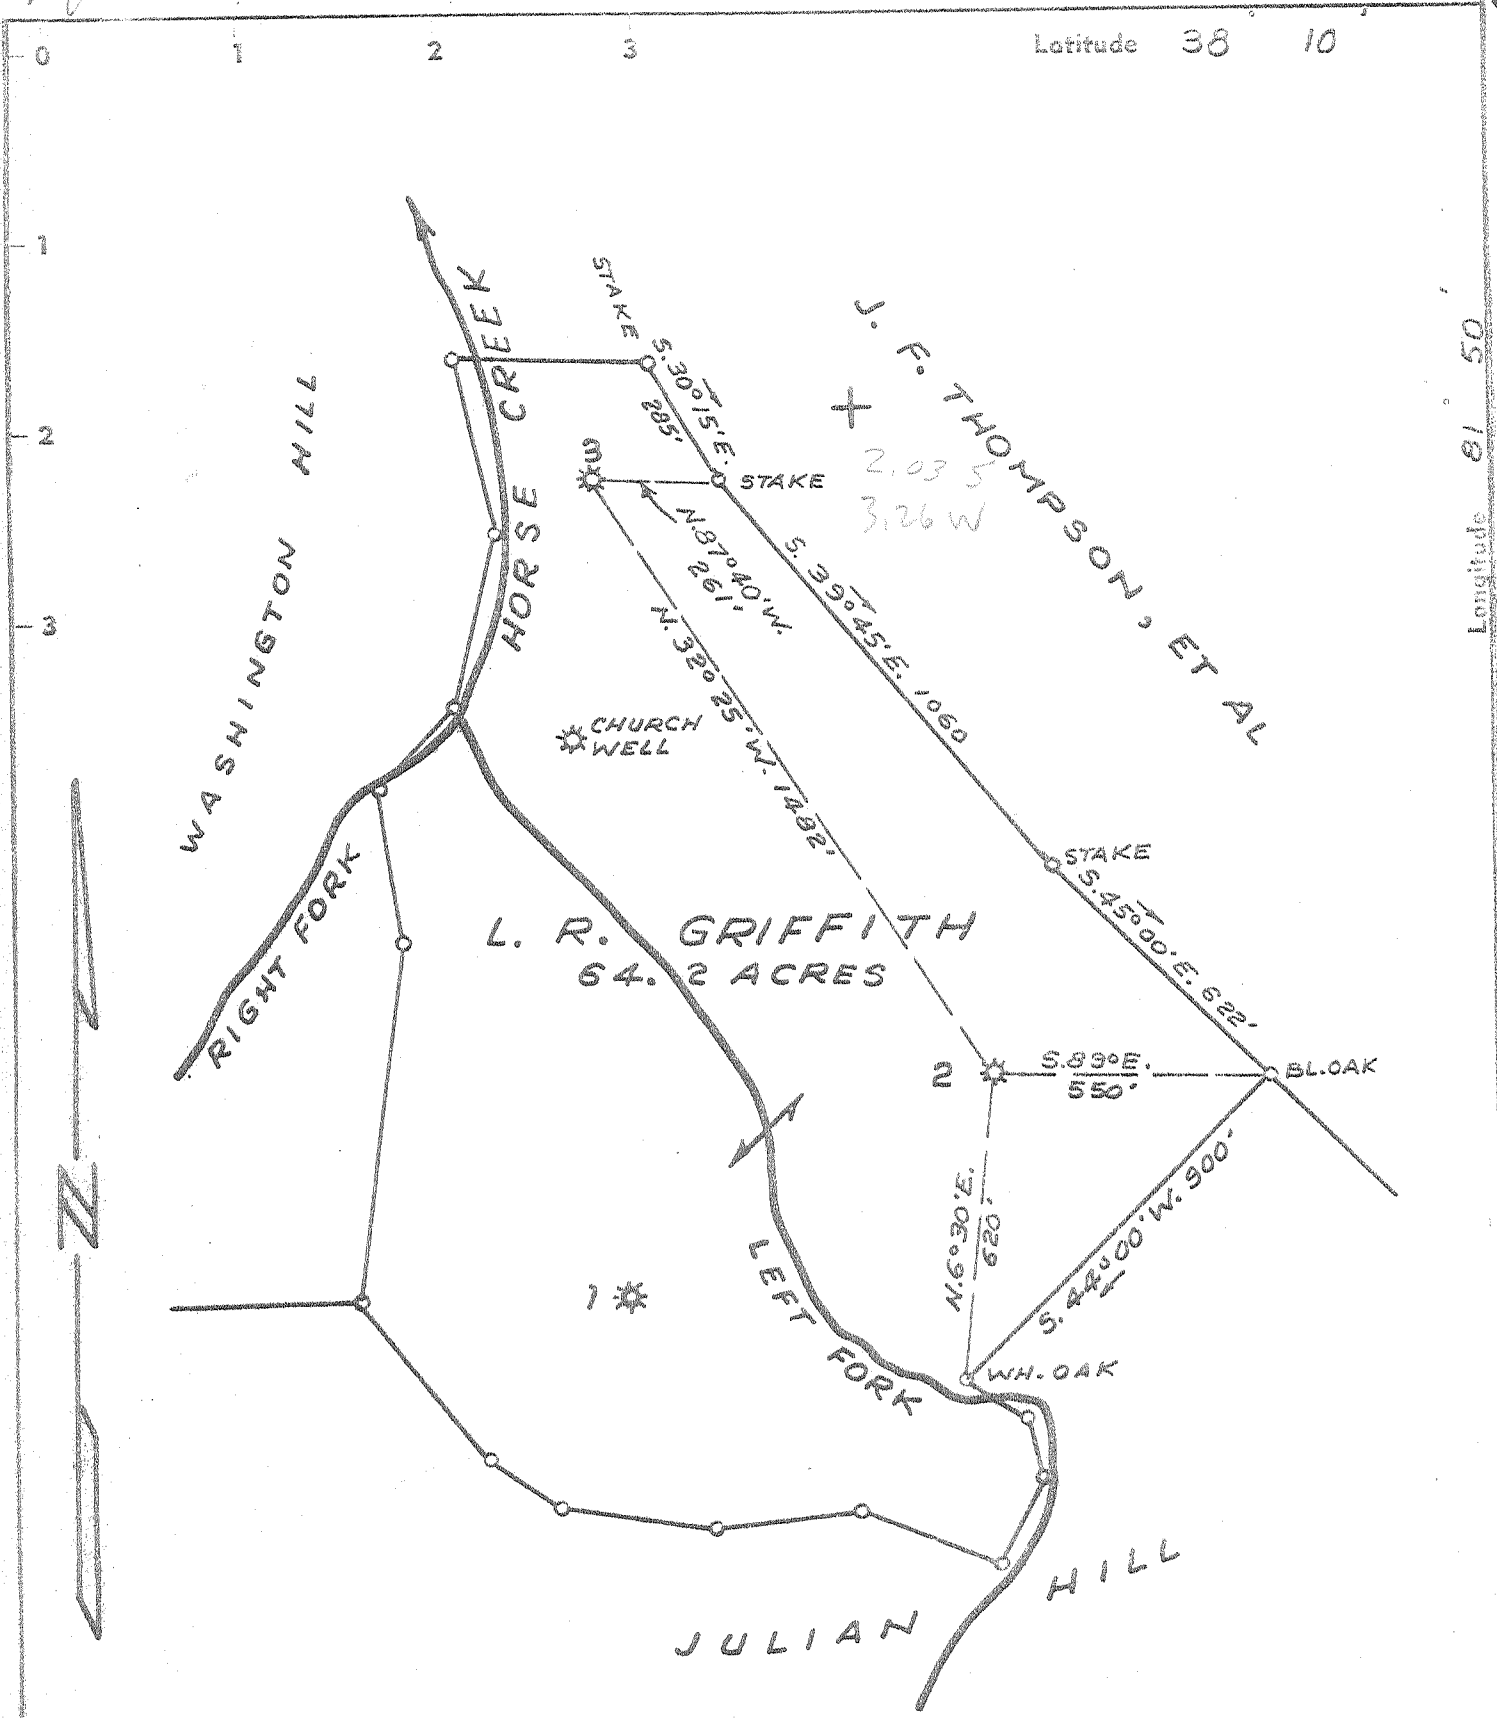 0 1 2 3 Latitude 38 10
1
2
3
Longitude 81 50
HORSE CREEK
STAKE
S. 30° 15' E.
285'
J. F. THOMPSON, ET AL
WASHINGTON HILL
3
STAKE
2.03 S
3.26 W
N. 87° 40' W.
261'
S. 39° 45' E. 1060
N. 32° 25' W. 1482'
CHURCH
WELL
STAKE
S. 45° 00' E. 622'
RIGHT FORK
L. R. GRIFFITH
64.2 ACRES
2
S. 89° E.
550'
BL. OAK
N
N. 6° 30' E.
620'
S. 44° 00' W. 900'
1
LEFT FORK
WH. OAK
JULIAN HILL